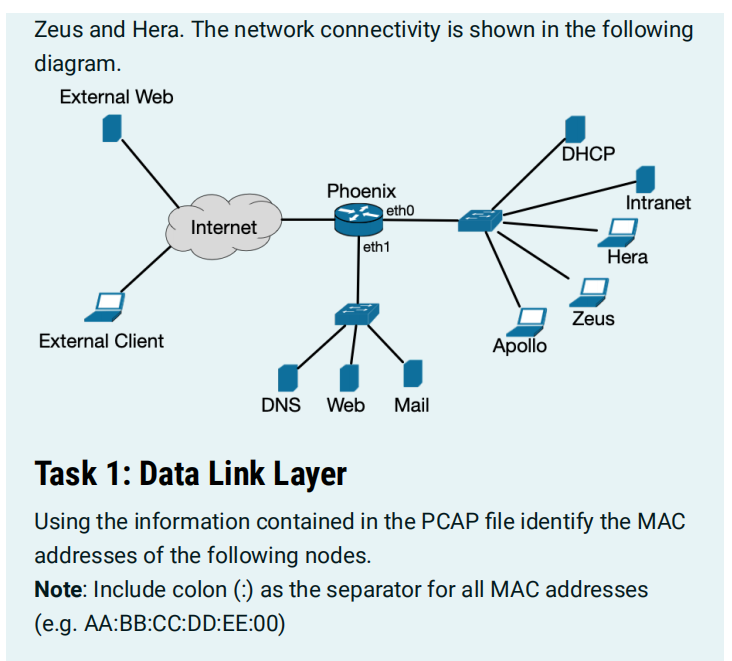 Zeus and Hera. The network connectivity is shown in the following
diagram.
External Web
DHCP
Phoenix
Intranet
eth0
Internet
eth1
Hera
Zeus
External Client
Apollo
DNS Web Mail
Task 1: Data Link Layer
Using the information contained in the PCAP file identify the MAC
addresses of the following nodes.
Note: Include colon (:) as the separator for all MAC addresses
(e.g. AA:BB:CC:DD:EE:00)